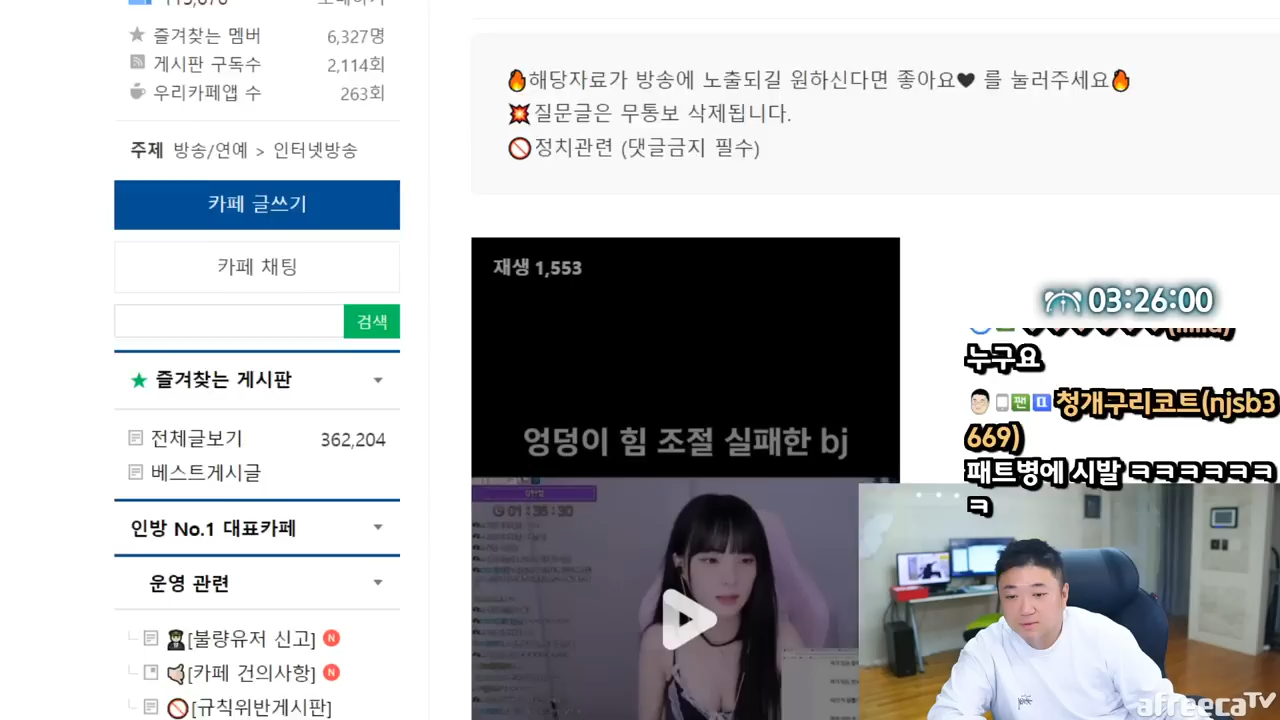 즐겨찾는 멤버 6,327명
게시판 구독수 2,114회
우리카페앱 수 263회
주제 방송/연예 > 인터넷방송
카페 글쓰기
카페 채팅
검색
즐겨찾는 게시판
전체글보기 362,204
베스트게시글
인방 No.1 대표카페
운영 관련
[불량유저 신고] N
[카페 건의사항] N
[규칙위반게시판]
해당자료가 방송에 노출되길 원하신다면 좋아요🖤 를 눌러주세요
질문글은 무통보 삭제됩니다.
정치관련 (댓글금지 필수)
재생 1,553
엉덩이 힘 조절 실패한 bj
01:36:30
03:26:00
누구요
팬 청개구리코트(njsb3
669)
패트병에 시발 ㅋㅋㅋㅋㅋㅋ
ㅋ
afreecaTV